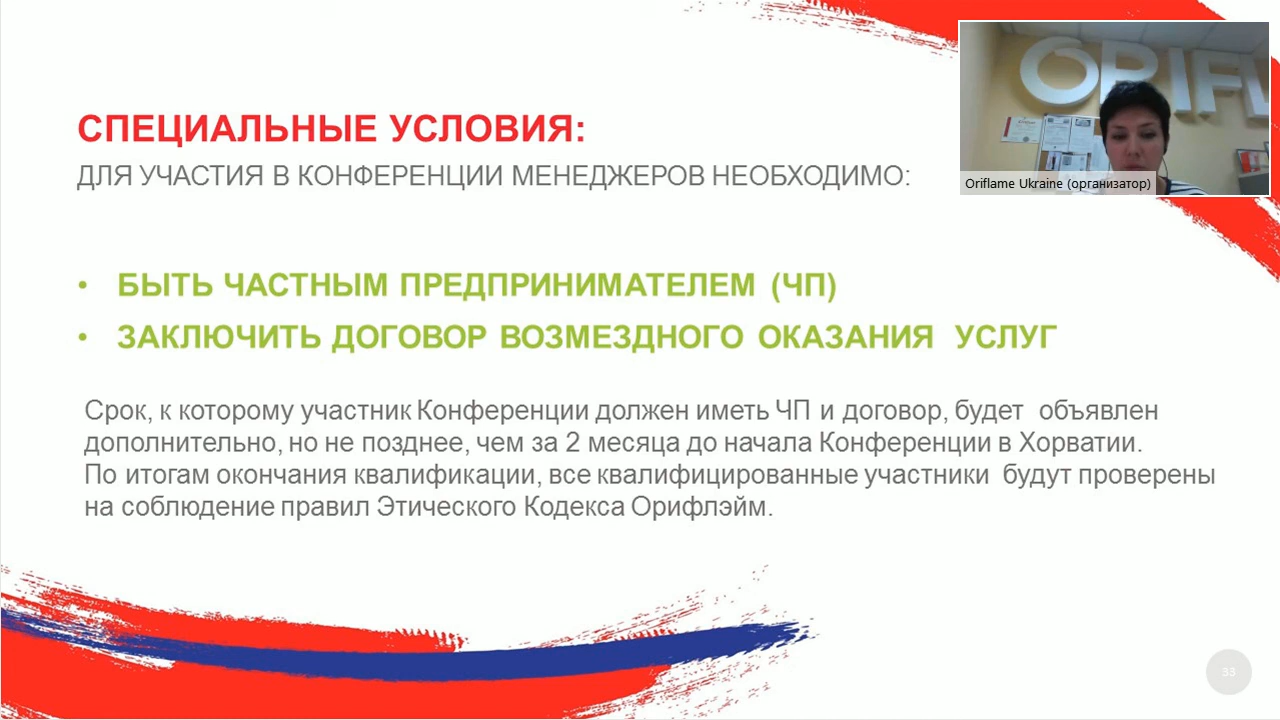 СПЕЦИАЛЬНЫЕ УСЛОВИЯ:
ДЛЯ УЧАСТИЯ В КОНФЕРЕНЦИИ МЕНЕДЖЕРОВ НЕОБХОДИМО:
ORIFL
Oriflame Ukraine (организатор)
• БЫТЬ ЧАСТНЫМ ПРЕДПРИНИМАТЕЛЕМ (ЧП)
• ЗАКЛЮЧИТЬ ДОГОВОР ВОЗМЕЗДНОГО ОКАЗАНИЯ УСЛУГ
Срок, к которому участник Конференции должен иметь ЧП и договор, будет объявлен
дополнительно, но не позднее, чем за 2 месяца до начала Конференции в Хорватии.
По итогам окончания квалификации, все квалифицированные участники будут проверены
на соблюдение правил Этического Кодекса Орифлэйм.
33